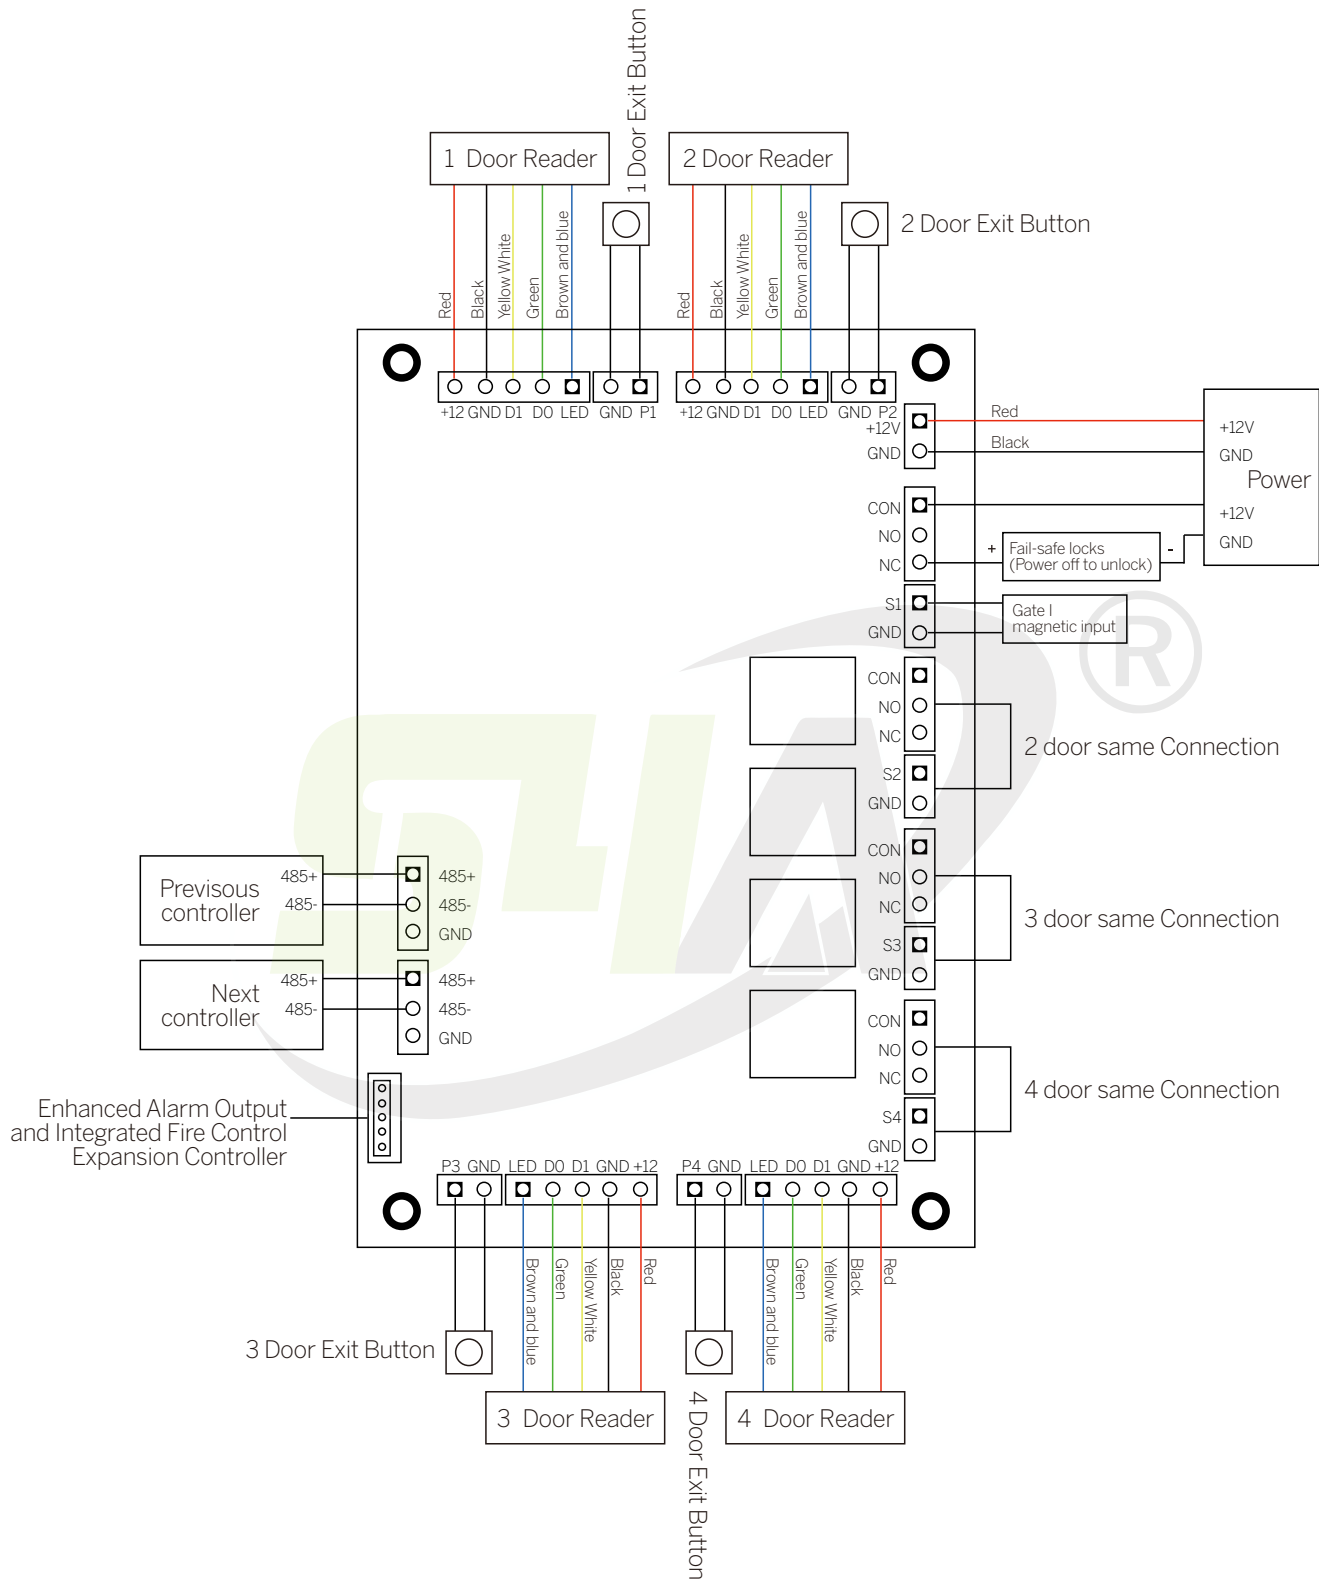 1 Door Exit Button
1 Door Reader
2 Door Reader
2 Door Exit Button
Red
Black
Yellow White
Green
Brown and blue
Red
Black
Yellow White
Green
Brown and blue
+12 GND D1 D0 LED
GND P1
+12 GND D1 D0 LED
GND P2
+12V
GND
Red
Black
+12V
GND
Power
+12V
GND
CON
NO
NC
+
Fail-safe locks
(Power off to unlock)
-
S1
GND
Gate I
magnetic input
®
S4A
CON
NO
NC
S2
GND
2 door same Connection
CON
NO
NC
S3
GND
3 door same Connection
CON
NO
NC
S4
GND
4 door same Connection
Previsous
controller
485+
485-
485+
485-
GND
Next
controller
485+
485-
485+
485-
GND
Enhanced Alarm Output
and Integrated Fire Control
Expansion Controller
P3 GND
LED D0 D1 GND +12
P4 GND
LED D0 D1 GND +12
Brown and blue
Green
Yellow White
Black
Red
Brown and blue
Green
Yellow White
Black
Red
3 Door Exit Button
3 Door Reader
4 Door Exit Button
4 Door Reader